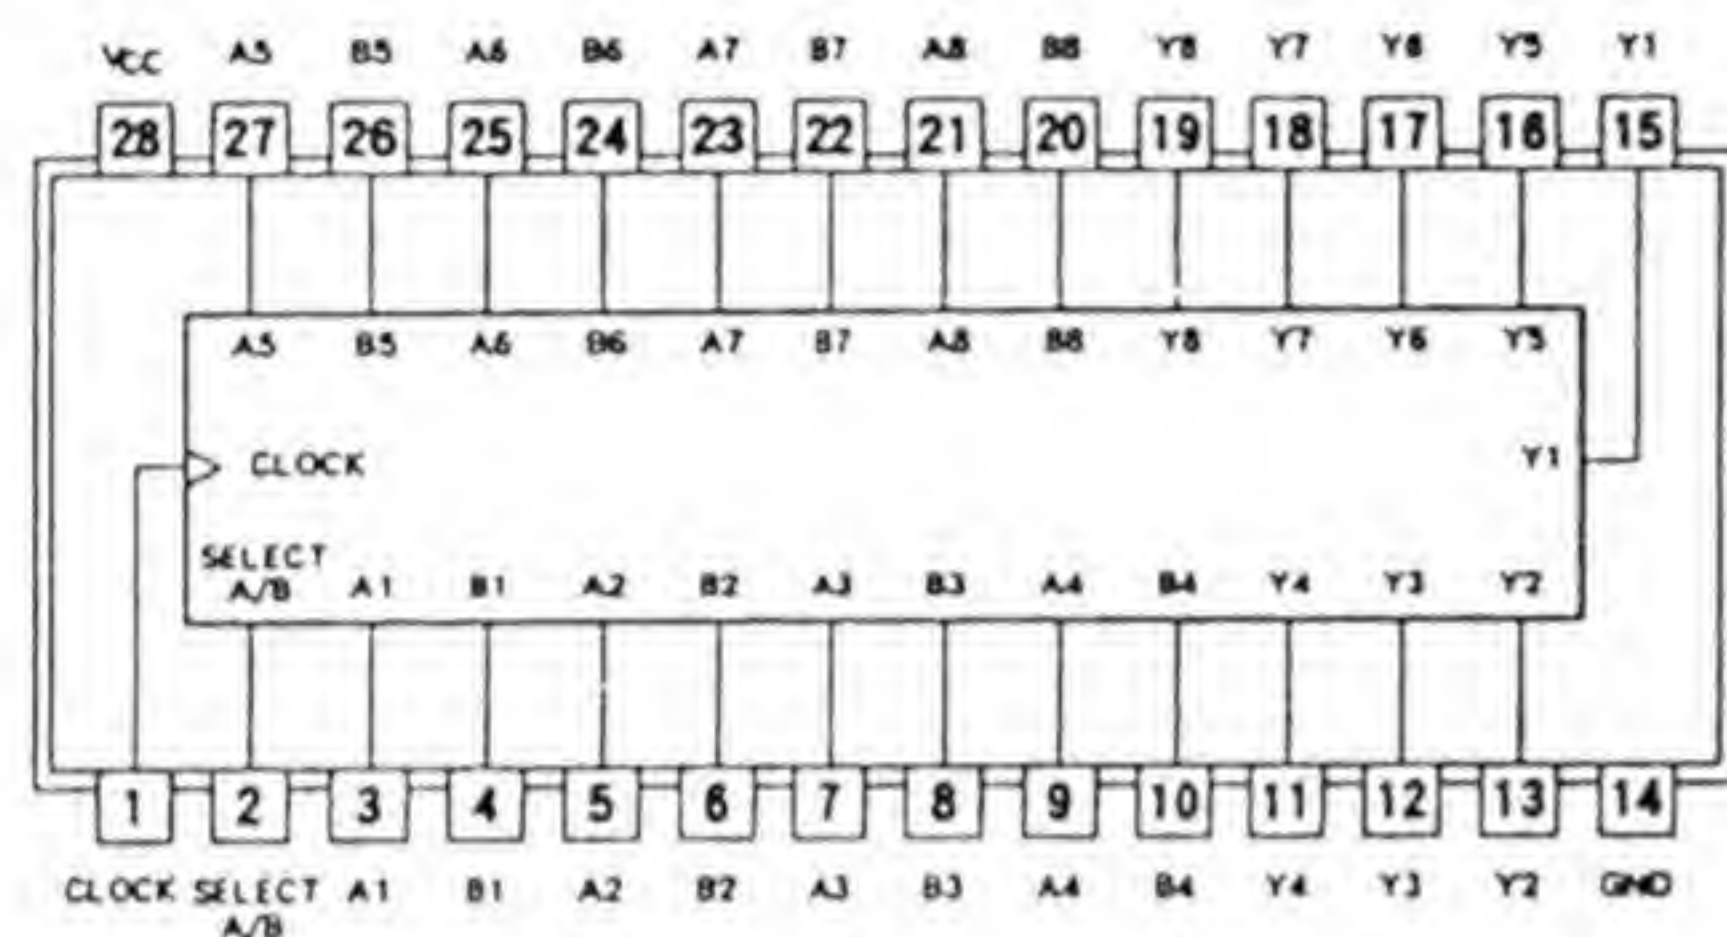 VCC A5 B5 A6 B6 A7 B7 A8 B8 Y8 Y7 Y6 Y5 Y1
28 27 26 25 24 23 22 21 20 19 18 17 16 15
A5 B5 A6 B6 A7 B7 A8 B8 Y8 Y7 Y6 Y5
CLOCK Y1
SELECT
A/B A1 B1 A2 B2 A3 B3 A4 B4 Y4 Y3 Y2
1 2 3 4 5 6 7 8 9 10 11 12 13 14
CLOCK SELECT A1 B1 A2 B2 A3 B3 A4 B4 Y4 Y3 Y2 GND
A/B